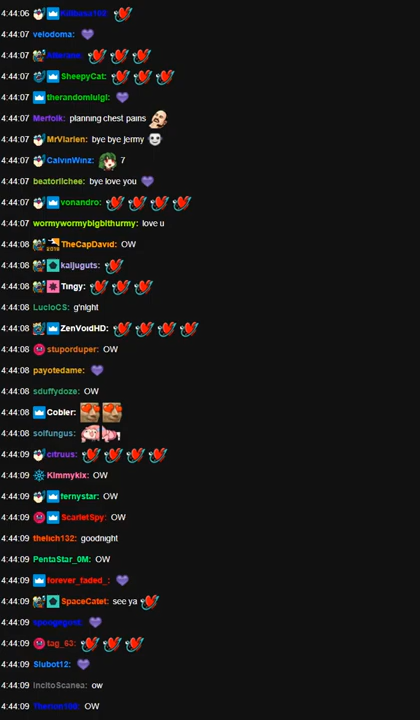 4:44:06 Killbass100:
4:44:07 velodoma:
4:44:07
4:44:07 SheepyCat:
4:44:07 therandomluigi:
4:44:07 Merfolk: planning chest pains
4:44:07 MrViarlen: bye bye jermy
4:44:07 CalvinWinz: 7
4:44:07 beatorlichee: bye love you
4:44:07 vonandro:
4:44:07 wormywormybigbithurmy: love u
4:44:08 TheCapDavid: OW
4:44:08 kaijuguts:
4:44:08 Tingy:
4:44:08 LucioCS: g'night
4:44:08 ZenVoidHD:
4:44:08 stuporduper: OW
4:44:08 payotedame:
4:44:08 sduffydoze: OW
4:44:08 Cobler:
4:44:08 solfungus:
4:44:09 citruus:
4:44:09 Kimmykix: OW
4:44:09 fernystar: OW
4:44:09 ScarletSpy: OW
4:44:09 thelich132: goodnight
4:44:09 PentaStar_0M: OW
4:44:09 forever_faded_:
4:44:09 SpaceCatet: see ya
4:44:09
4:44:09 tag_63:
4:44:09 Slubot12:
4:44:09 IncitoScanea: ow
4:44:09 OW